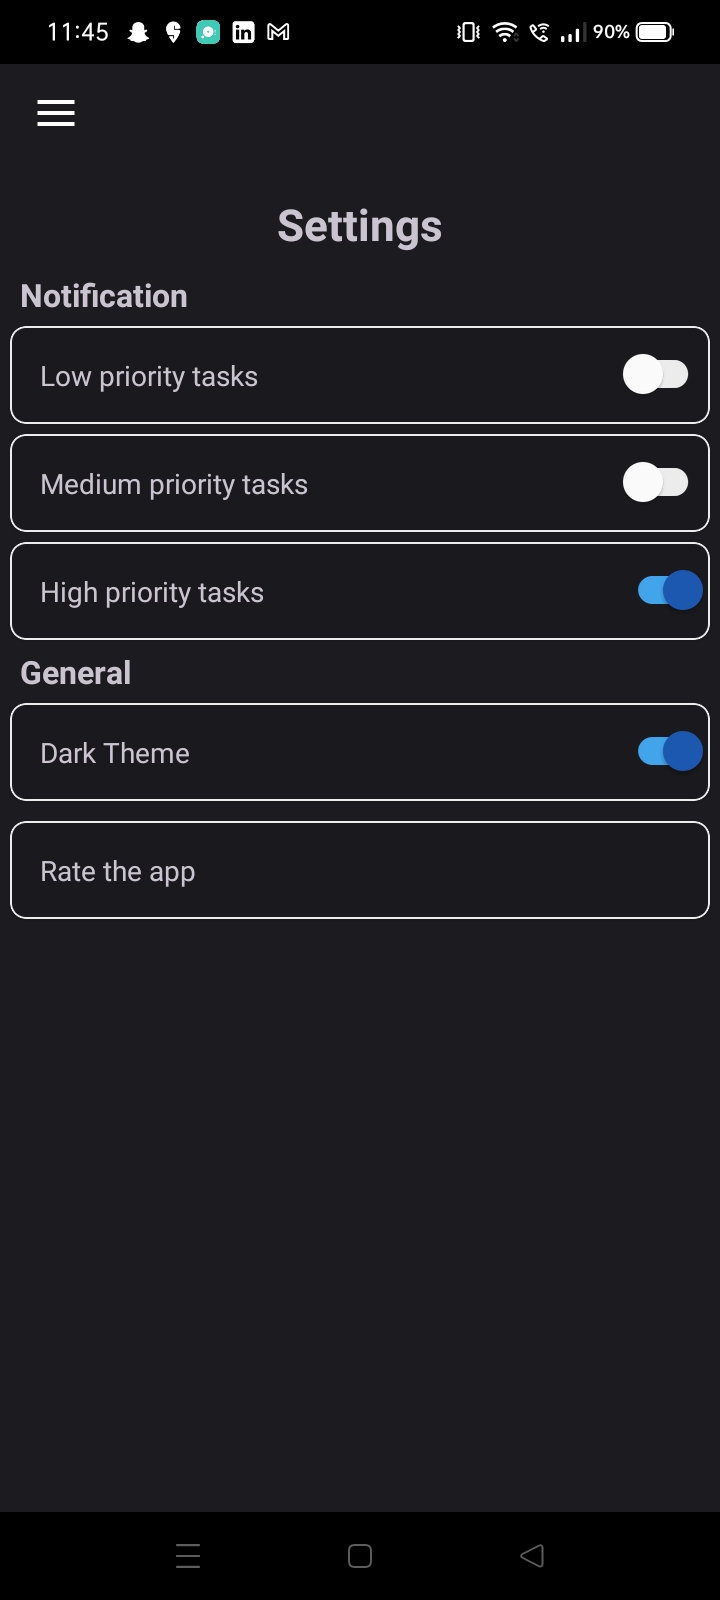 11:45 in 90%
Settings
Notification
Low priority tasks
Medium priority tasks
High priority tasks
General
Dark Theme
Rate the app